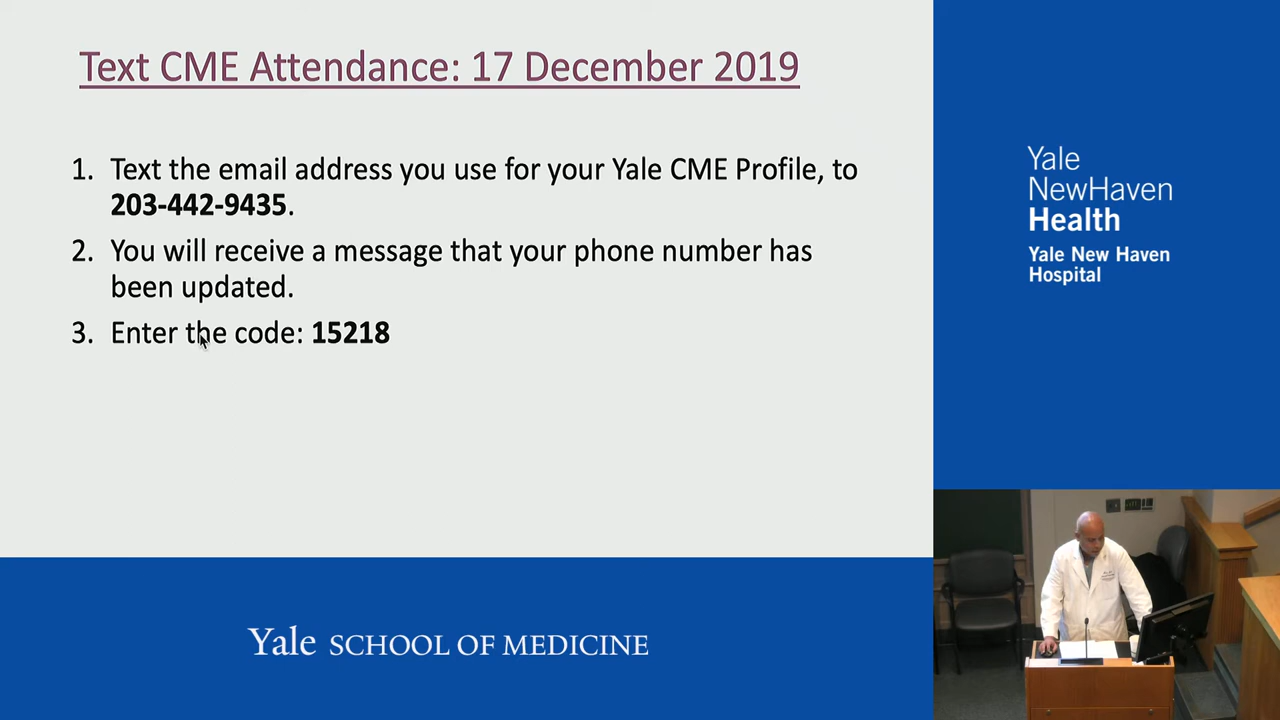 Text CME Attendance: 17 December 2019
1. Text the email address you use for your Yale CME Profile, to
203-442-9435.
2. You will receive a message that your phone number has
been updated.
3. Enter the code: 15218
Yale
NewHaven
Health
Yale New Haven
Hospital
Yale SCHOOL OF MEDICINE